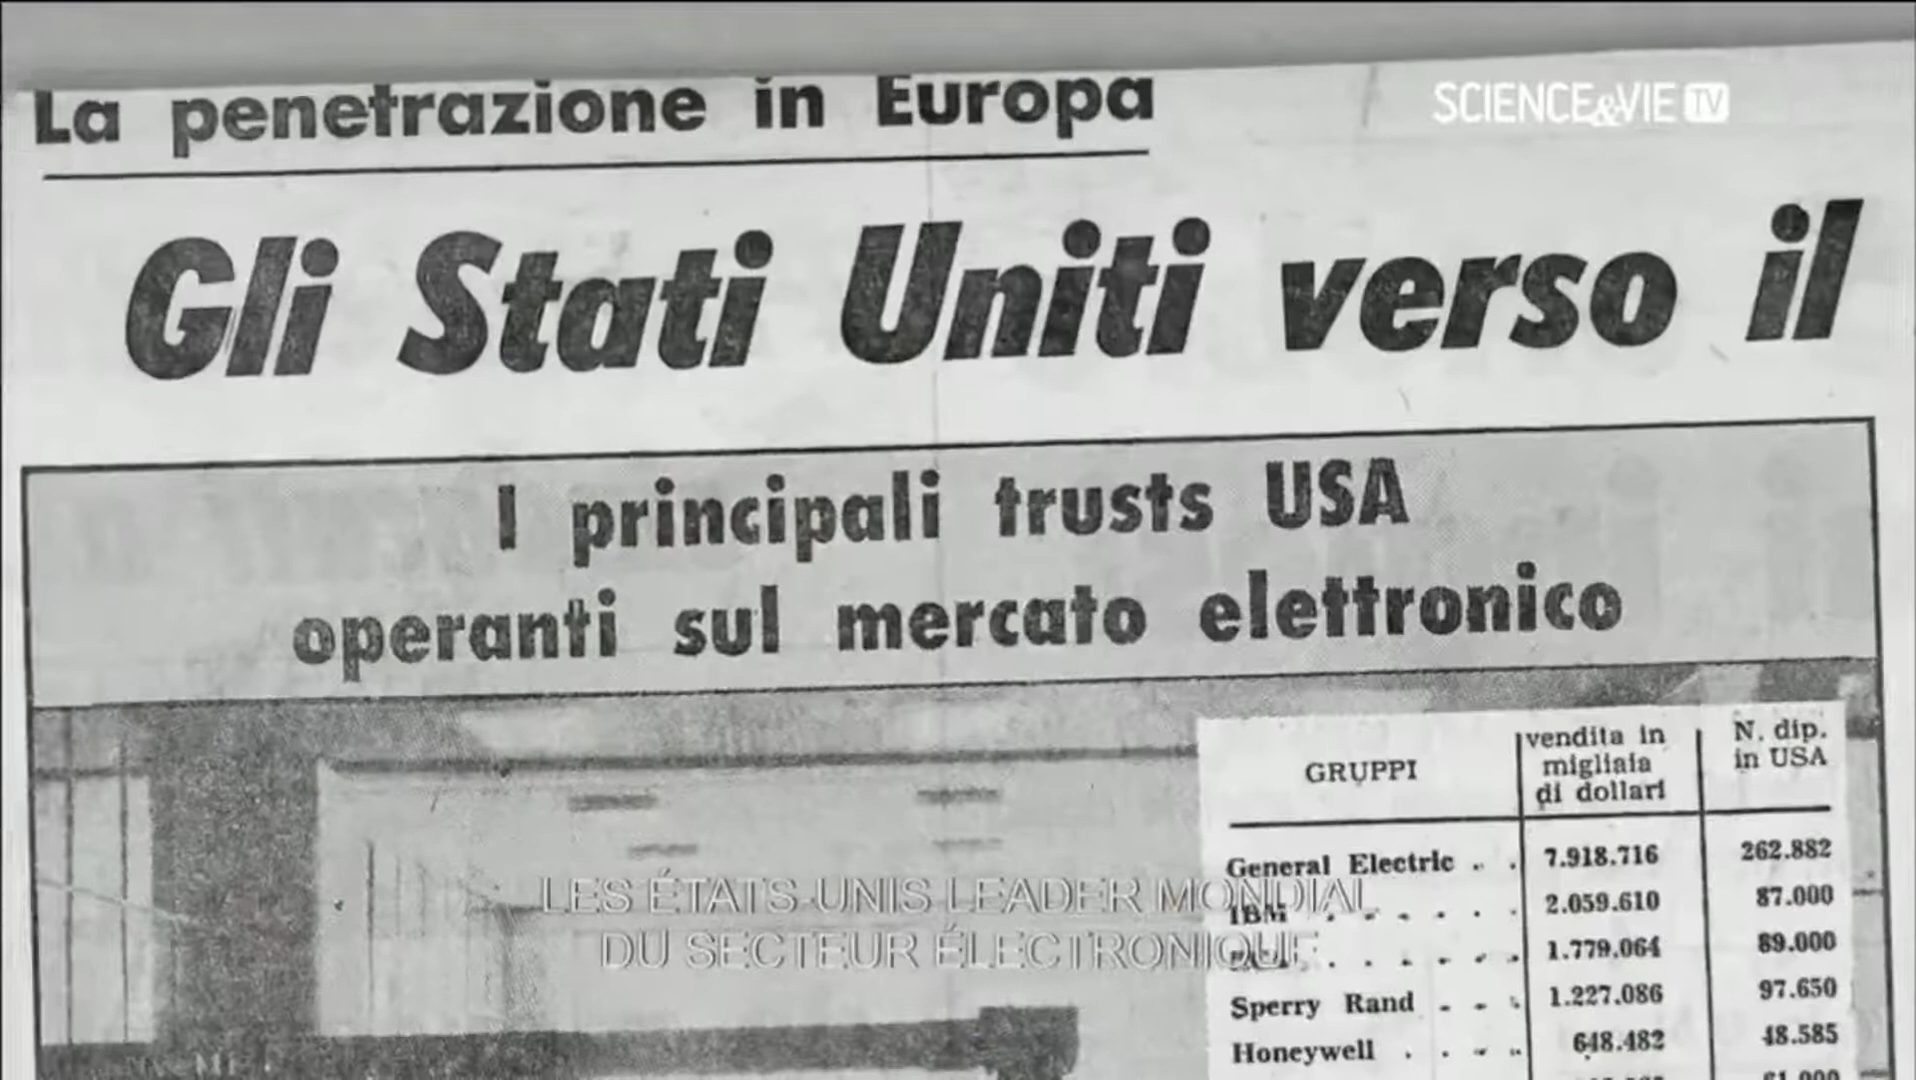 La penetrazione in Europa
SCIENCE&VIE TV
Gli Stati Uniti verso il
I principali trusts USA
operanti sul mercato elettronico
GRUPPI
vendita in
migliaia
di dollari
N. dip.
in USA
General Electric . . 7.918.716 262.882
IBM . . . . . . 2.059.610 87.000
. . . . . . 1.779.064 89.000
Sperry Rand . . . 1.227.086 97.650
Honeywell . . . . 648.482 48.585
61.000
LES ÉTATS-UNIS LEADER MONDIAL
DU SECTEUR ÉLECTRONIQUE